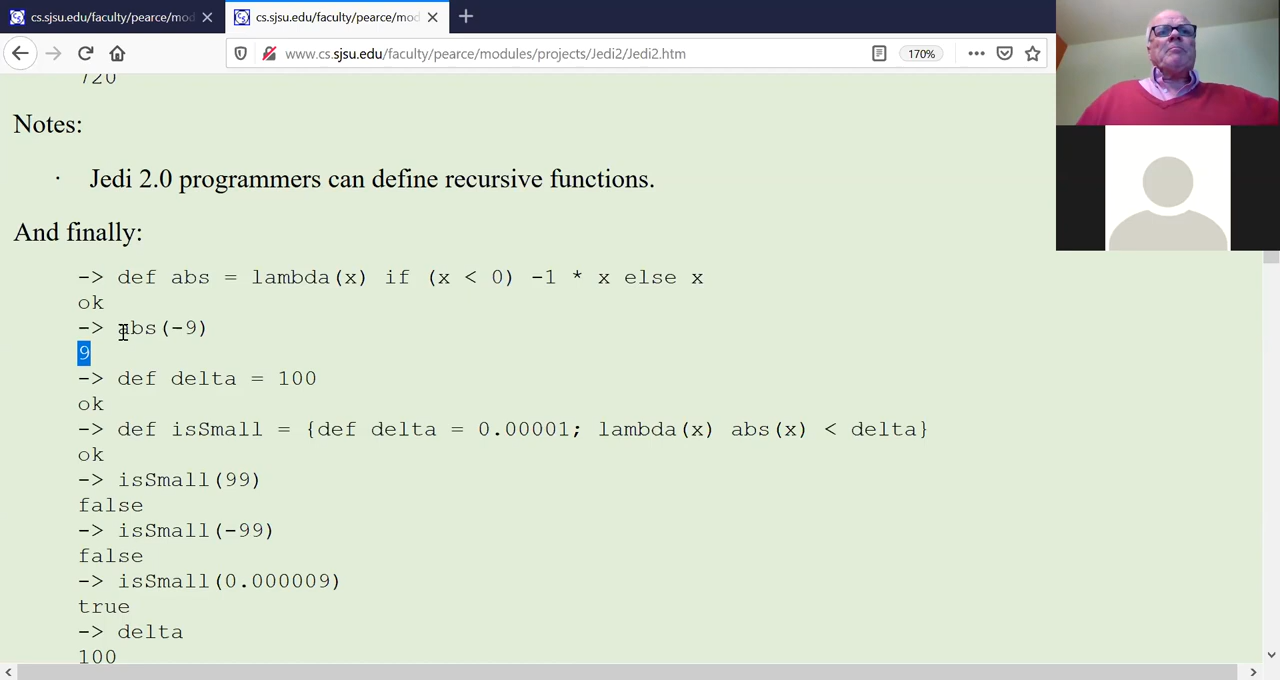 cs.sjsu.edu/faculty/pearce/mod
cs.sjsu.edu/faculty/pearce/mod
www.cs.sjsu.edu/faculty/pearce/modules/projects/Jedi2/Jedi2.htm
170%
720
Notes:
· Jedi 2.0 programmers can define recursive functions.
And finally:
-> def abs = lambda(x) if (x < 0) -1 * x else x
ok
-> abs(-9)
9
-> def delta = 100
ok
-> def isSmall = {def delta = 0.00001; lambda(x) abs(x) < delta}
ok
-> isSmall(99)
false
-> isSmall(-99)
false
-> isSmall(0.000009)
true
-> delta
100